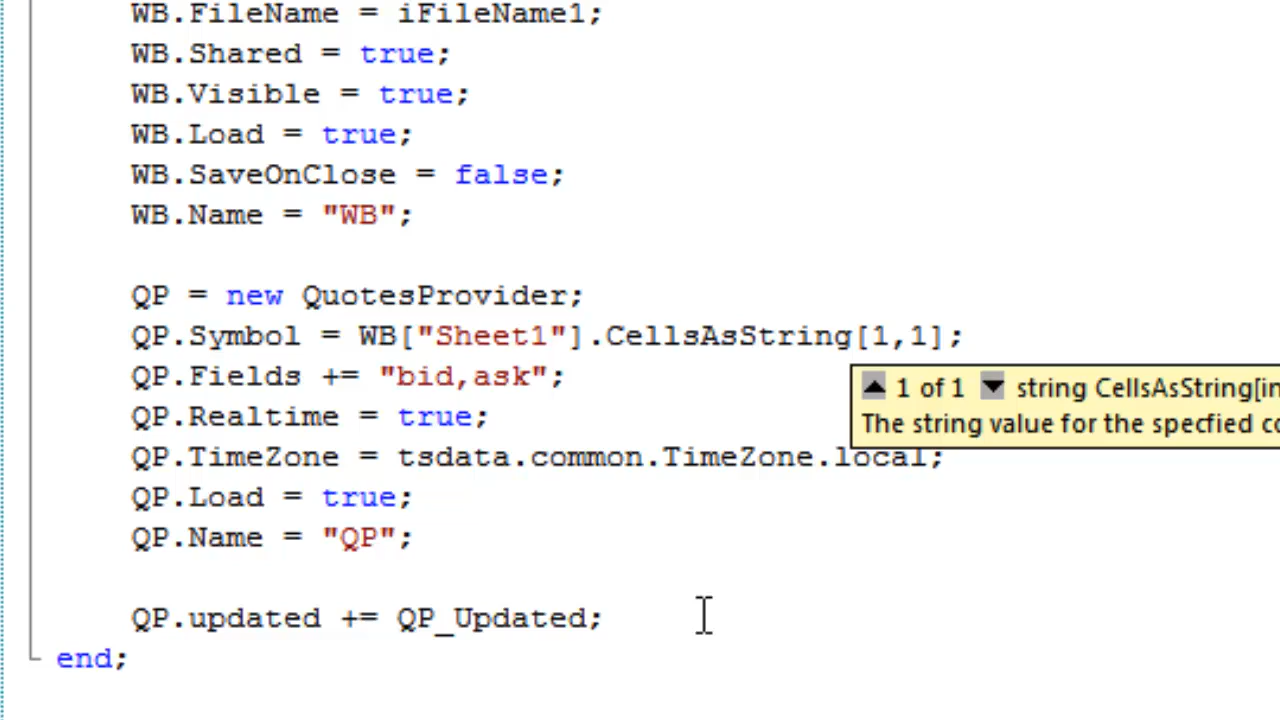 WB.FileName = iFileName1;
WB.Shared = true;
WB.Visible = true;
WB.Load = true;
WB.SaveOnClose = false;
WB.Name = "WB";
QP = new QuotesProvider;
QP.Symbol = WB["Sheet1"].CellsAsString[1,1];
QP.Fields += "bid,ask";
1 of 1 string CellsAsString[in
QP.Realtime = true;
The string value for the specfied co
QP.TimeZone = tsdata.common.TimeZone.local;
QP.Load = true;
QP.Name = "QP";
QP.updated += QP_Updated;
end;